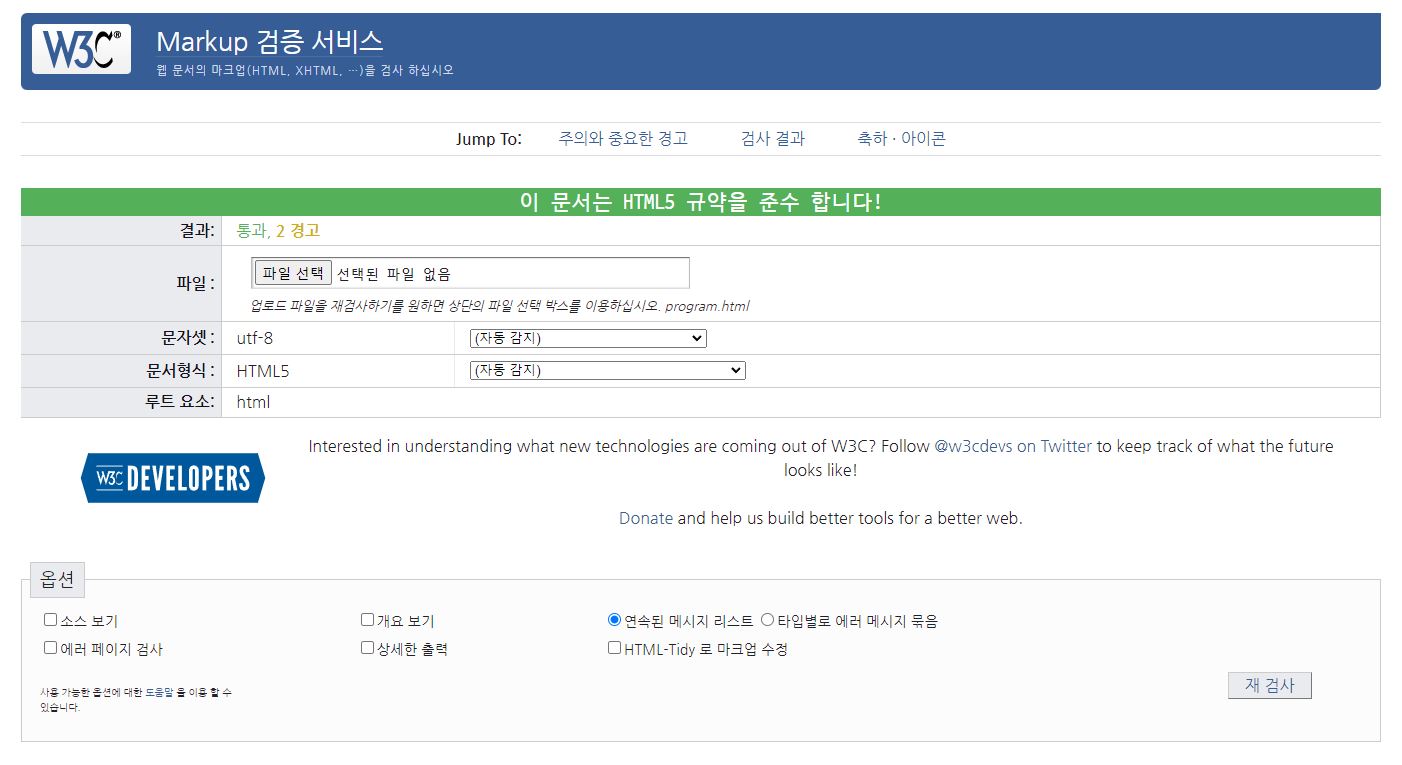 W3C®
Markup 검증 서비스
웹 문서의 마크업(HTML, XHTML, …)을 검사 하십시오
Jump To: 주의와 중요한 경고 검사 결과 축하 · 아이콘
이 문서는 HTML5 규약을 준수 합니다!
결과: 통과, 2 경고
파일 : 파일 선택 선택된 파일 없음
업로드 파일을 재검사하기를 원하면 상단의 파일 선택 박스를 이용하십시오. program.html
문자셋 : utf-8 (자동 감지)
문서형식 : HTML5 (자동 감지)
루트 요소: html
W3C DEVELOPERS
Interested in understanding what new technologies are coming out of W3C? Follow @w3cdevs on Twitter to keep track of what the future
looks like!
Donate and help us build better tools for a better web.
옵션
소스 보기 개요 보기 연속된 메시지 리스트 타입별로 에러 메시지 묶음
에러 페이지 검사 상세한 출력 HTML-Tidy 로 마크업 수정
사용 가능한 옵션에 대한 도움말 을 이용 할 수
있습니다.
재 검사